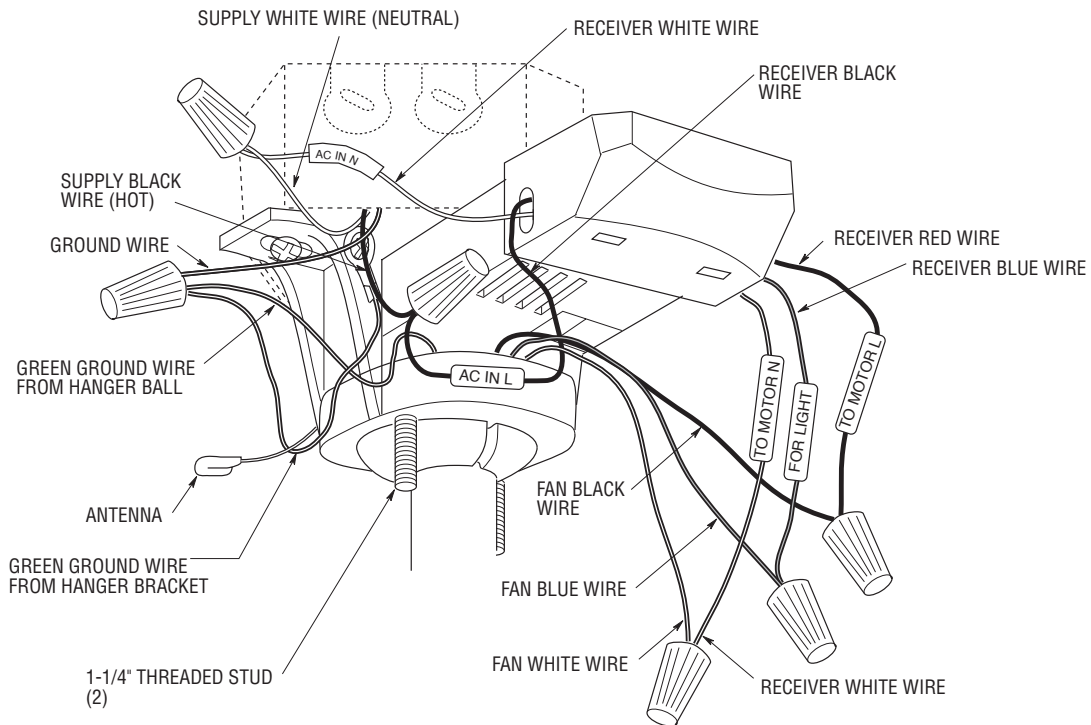 SUPPLY WHITE WIRE (NEUTRAL)
RECEIVER WHITE WIRE
RECEIVER BLACK
WIRE
AC IN N
SUPPLY BLACK
WIRE (HOT)
GROUND WIRE
RECEIVER RED WIRE
RECEIVER BLUE WIRE
GREEN GROUND WIRE
FROM HANGER BALL
AC IN L
TO MOTOR N
FOR LIGHT
TO MOTOR L
ANTENNA
FAN BLACK
WIRE
GREEN GROUND WIRE
FROM HANGER BRACKET
FAN BLUE WIRE
FAN WHITE WIRE
RECEIVER WHITE WIRE
1-1/4" THREADED STUD
(2)